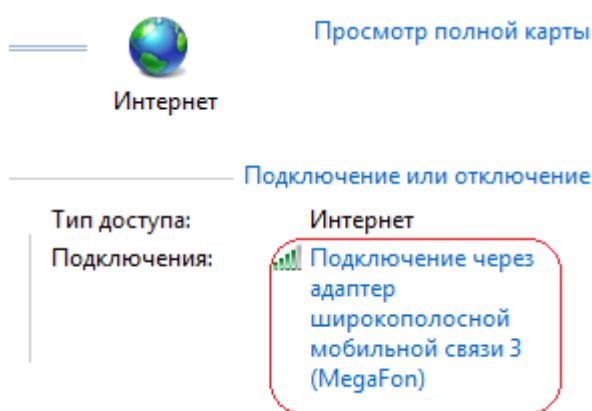 Просмотр полной карты
Интернет
Подключение или отключение
Тип доступа: Интернет
Подключения: Подключение через
адаптер
широкополосной
мобильной связи 3
(MegaFon)